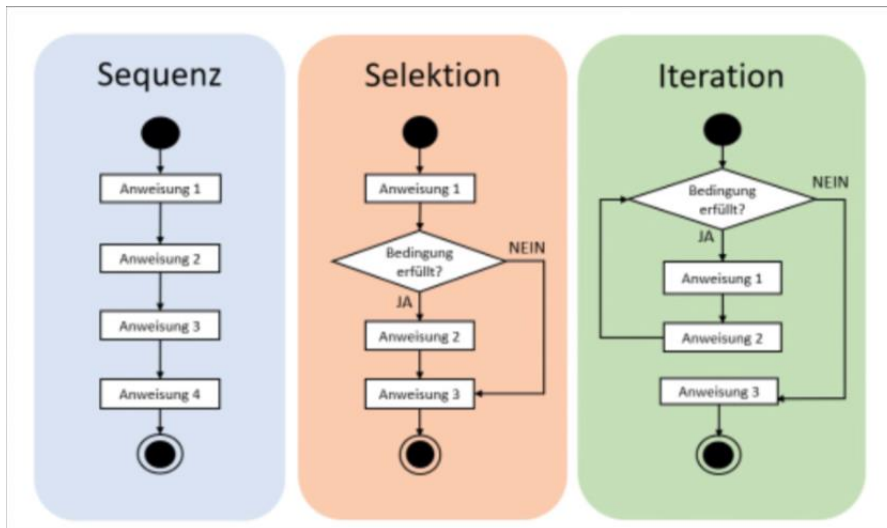 Sequenz
Anweisung 1
Anweisung 2
Anweisung 3
Anweisung 4
Selektion
Anweisung 1
Bedingung
erfüllt?
NEIN
JA
Anweisung 2
Anweisung 3
Iteration
Bedingung
erfüllt?
NEIN
JA
Anweisung 1
Anweisung 2
Anweisung 3